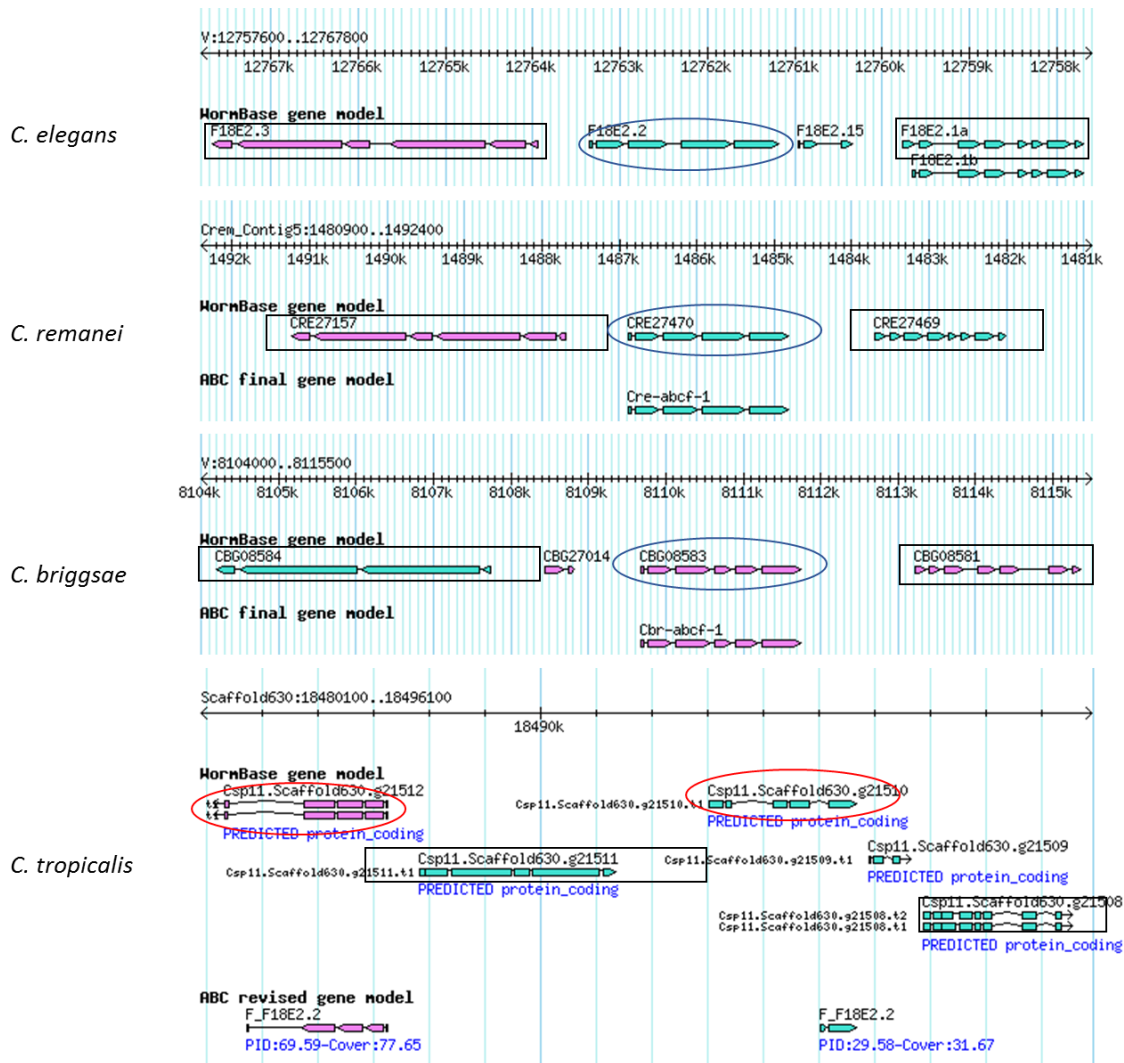 V:12757600..12767800
12767k 12766k 12765k 12764k 12763k 12762k 12761k 12760k 12759k 12758k
WormBase gene model
C. elegans
F18E2.3 F18E2.2 F18E2.15 F18E2.1a
F18E2.1b
Crem_Contig5:1480900..1492400
1492k 1491k 1490k 1489k 1488k 1487k 1486k 1485k 1484k 1483k 1482k 1481k
WormBase gene model
C. remanei
CRE27157 CRE27470 CRE27469
ABC final gene model
Cre-abcf-1
V:8104000..8115500
8104k 8105k 8106k 8107k 8108k 8109k 8110k 8111k 8112k 8113k 8114k 8115k
WormBase gene model
CBG08584 CBG27014 CBG08583 CBG08581
C. briggsae
ABC final gene model
Cbr-abcf-1
Scaffold630:18480100..18496100
18490k
WormBase gene model
Csp11.Scaffold630.g21512 Csp11.Scaffold630.g21510
Csp11.Scaffold630.g21510.t1
PREDICTED protein_coding PREDICTED protein_coding
C. tropicalis
Csp11.Scaffold630.g21511 Csp11.Scaffold630.g21509.t1 Csp11.Scaffold630.g21509
Csp11.Scaffold630.g21511.t1
PREDICTED protein_coding PREDICTED protein_coding
Csp11.Scaffold630.g21508
Csp11.Scaffold630.g21508.t2
Csp11.Scaffold630.g21508.t1
PREDICTED protein_coding
ABC revised gene model
F_F18E2.2 F_F18E2.2
PID:69.59-Cover:77.65 PID:29.58-Cover:31.67